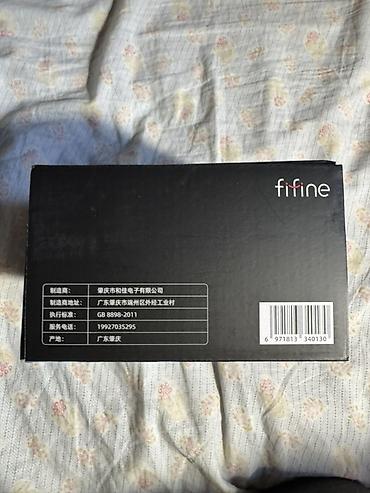 fifine
制造商： 肇庆市和佳电子有限公司
制造商地址： 广东肇庆市端州区外经工业村
执行标准： GB 8898-2011
服务电话： 19927035295
产地： 广东肇庆
6 971813 340130